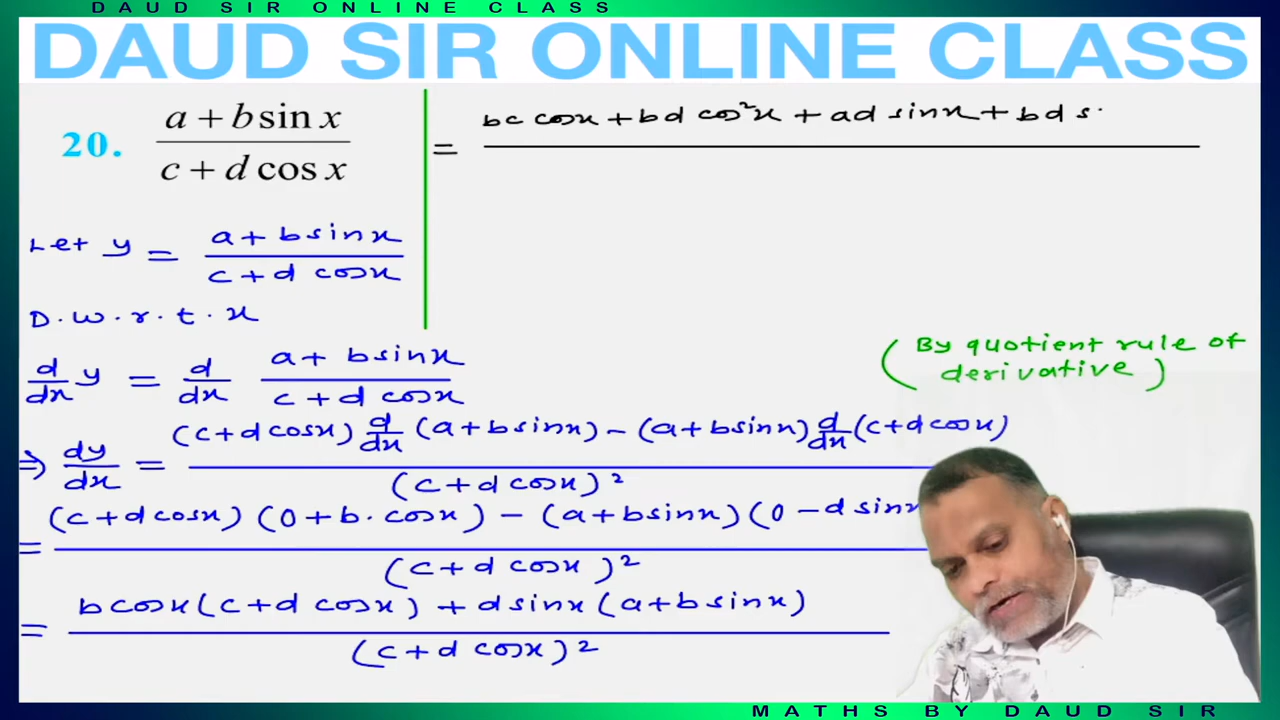 DAUD SIR ONLINE CLASS
DAUD SIR ONLINE CLASS
20. (a + b sin x) / (c + d cos x)
Let y = (a + b sinx) / (c + d cosx)
D.w.r.t.x
d/dx y = d/dx (a + b sinx) / (c + d cosx)
⇒ dy/dx = ((c+d cosx) d/dx (a+b sinx) − (a+b sinx) d/dx (c+d cosx)) / (c+d cosx)²
= ((c+d cosx) (0+b.cosx) − (a+b sinx) (0−d sinx / (c+d cosx)²
= (b cosx (c+d cosx) + d sinx (a+b sinx)) / (c+d cosx)²
= bc cosx + bd cos²x + ad sinx + bd s
(By quotient rule of
derivative)
MATHS BY DAUD SIR